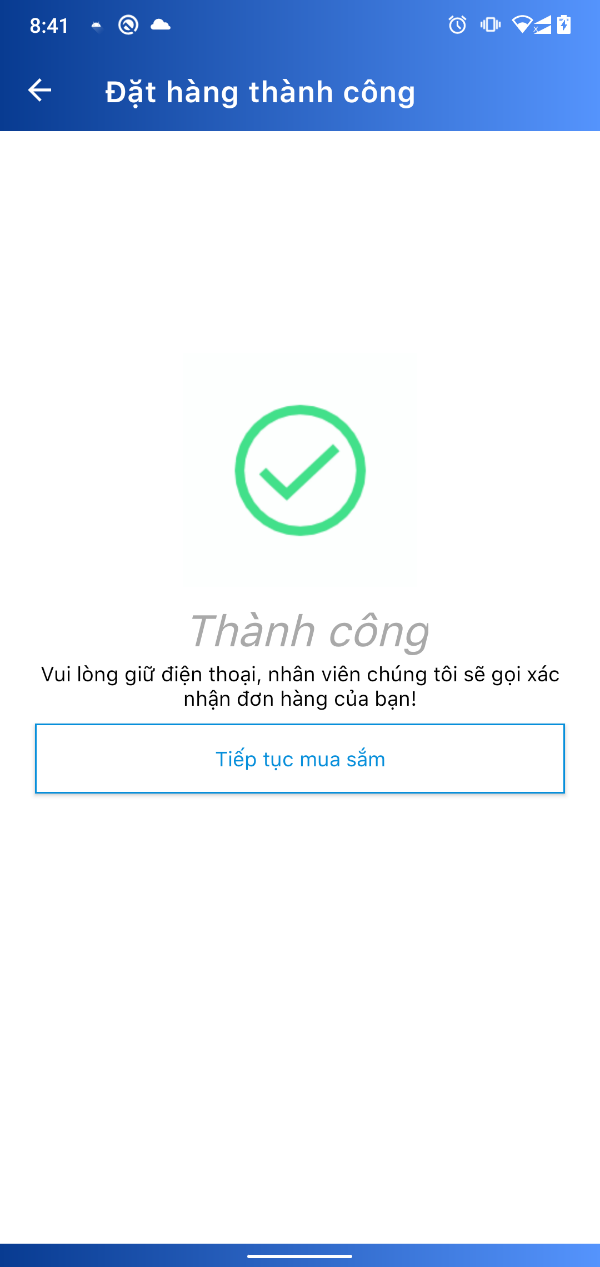 8:41
Đặt hàng thành công
Thành công
Vui lòng giữ điện thoại, nhân viên chúng tôi sẽ gọi xác
nhận đơn hàng của bạn!
Tiếp tục mua sắm